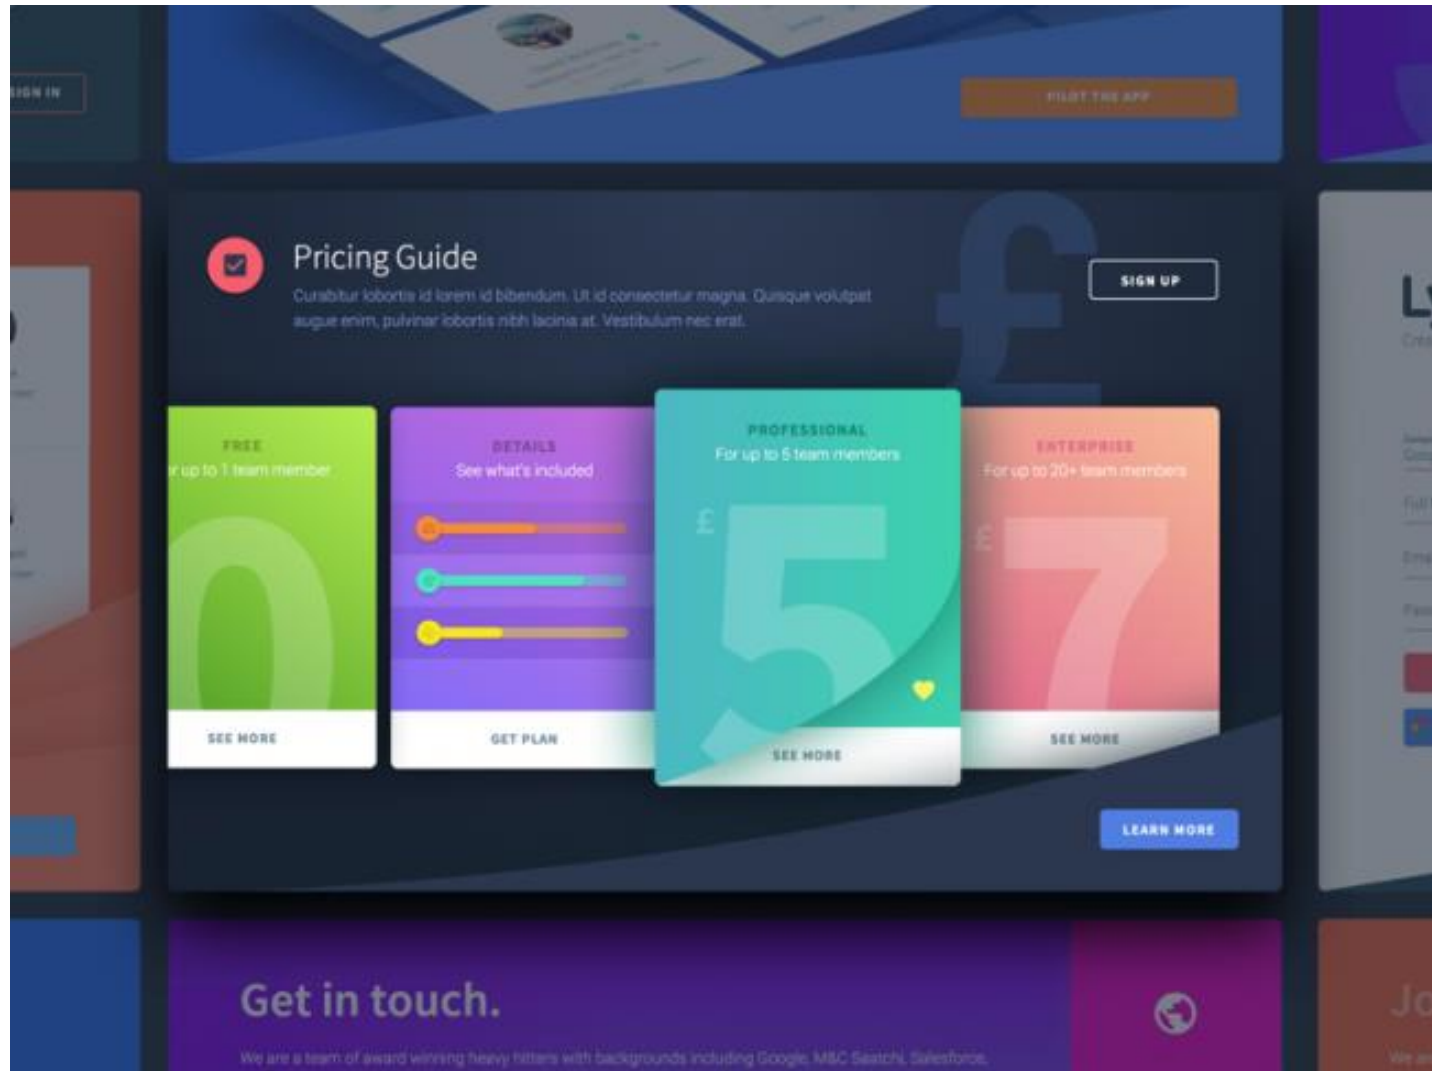 SIGN IN
PILOT THE APP
Pricing Guide
Curabitur lobortis id lorem id bibendum. Ut id consectetur magna. Quisque volutpat
augue enim, pulvinar lobortis nibh lacinia at. Vestibulum nec erat.
£
SIGN UP
FREE
or up to 1 team member
0
SEE MORE
DETAILS
See what's included
GET PLAN
PROFESSIONAL
For up to 5 team members
£5
SEE MORE
ENTERPRISE
For up to 20+ team members
£7
SEE MORE
LEARN MORE
Get in touch.
We are a team of award winning heavy hitters with backgrounds including Google, M&C Saatchi, Salesforce,
Ly
Jo